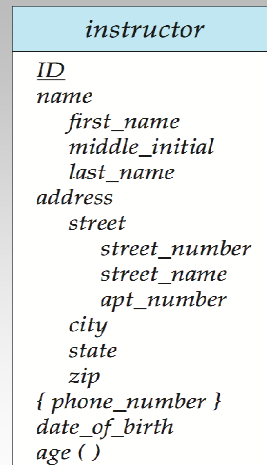 instructor
ID
name
first_name
middle_initial
last_name
address
street
street_number
street_name
apt_number
city
state
zip
{ phone_number }
date_of_birth
age ( )